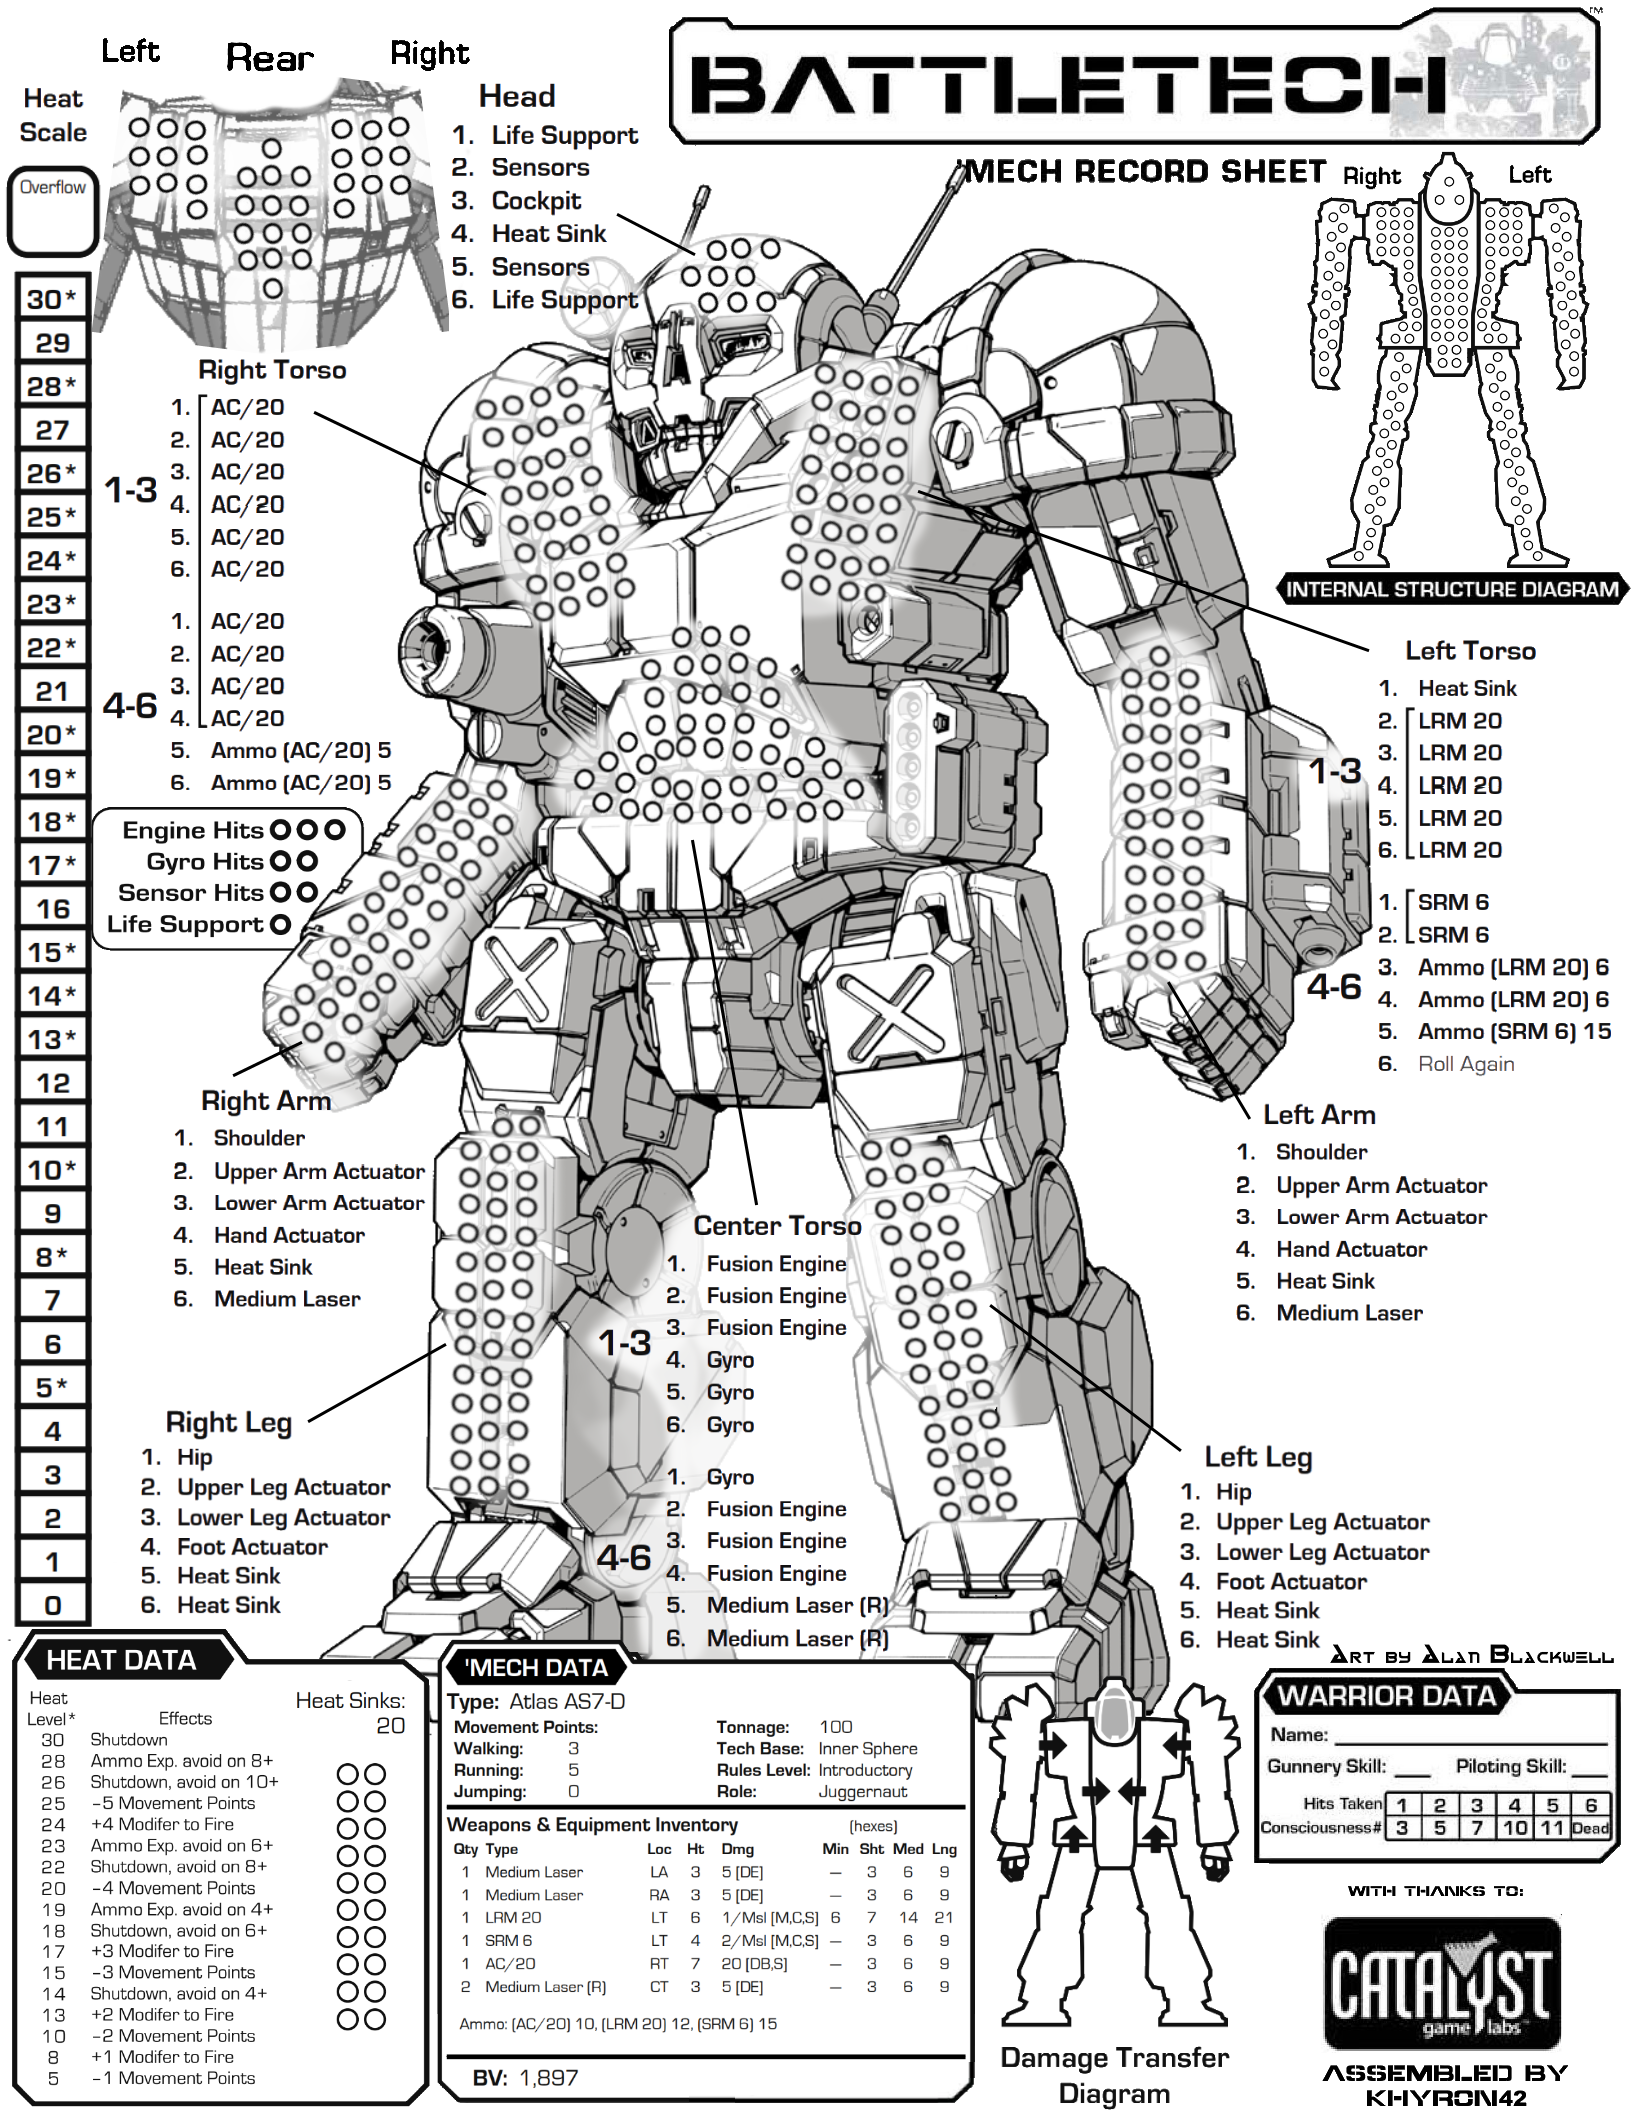 BATTLETECH
TM
'MECH RECORD SHEET
Left Rear Right
Heat
Scale
Overflow
30*
29
28*
27
26*
25*
24*
23*
22*
21
20*
19*
18*
17*
16
15*
14*
13*
12
11
10*
9
8*
7
6
5*
4
3
2
1
0
Head
1. Life Support
2. Sensors
3. Cockpit
4. Heat Sink
5. Sensors
6. Life Support
Right Left
INTERNAL STRUCTURE DIAGRAM
Right Torso
1-3
1. AC/20
2. AC/20
3. AC/20
4. AC/20
5. AC/20
6. AC/20
4-6
1. AC/20
2. AC/20
3. AC/20
4. AC/20
5. Ammo (AC/20) 5
6. Ammo (AC/20) 5
Engine Hits
Gyro Hits
Sensor Hits
Life Support
Left Torso
1-3
1. Heat Sink
2. LRM 20
3. LRM 20
4. LRM 20
5. LRM 20
6. LRM 20
4-6
1. SRM 6
2. SRM 6
3. Ammo (LRM 20) 6
4. Ammo (LRM 20) 6
5. Ammo (SRM 6) 15
6. Roll Again
Right Arm
1. Shoulder
2. Upper Arm Actuator
3. Lower Arm Actuator
4. Hand Actuator
5. Heat Sink
6. Medium Laser
Left Arm
1. Shoulder
2. Upper Arm Actuator
3. Lower Arm Actuator
4. Hand Actuator
5. Heat Sink
6. Medium Laser
Center Torso
1-3
1. Fusion Engine
2. Fusion Engine
3. Fusion Engine
4. Gyro
5. Gyro
6. Gyro
4-6
1. Gyro
2. Fusion Engine
3. Fusion Engine
4. Fusion Engine
5. Medium Laser (R)
6. Medium Laser (R)
Right Leg
1. Hip
2. Upper Leg Actuator
3. Lower Leg Actuator
4. Foot Actuator
5. Heat Sink
6. Heat Sink
Left Leg
1. Hip
2. Upper Leg Actuator
3. Lower Leg Actuator
4. Foot Actuator
5. Heat Sink
6. Heat Sink
Art by Alan Blackwell
HEAT DATA
Heat
Level* Effects
Heat Sinks:
20
30 Shutdown
28 Ammo Exp. avoid on 8+
26 Shutdown, avoid on 10+
25 -5 Movement Points
24 +4 Modifer to Fire
23 Ammo Exp. avoid on 6+
22 Shutdown, avoid on 8+
20 -4 Movement Points
19 Ammo Exp. avoid on 4+
18 Shutdown, avoid on 6+
17 +3 Modifer to Fire
15 -3 Movement Points
14 Shutdown, avoid on 4+
13 +2 Modifer to Fire
10 -2 Movement Points
8 +1 Modifer to Fire
5 -1 Movement Points
'MECH DATA
Type: Atlas AS7-D
Movement Points: Tonnage: 100
Walking: 3 Tech Base: Inner Sphere
Running: 5 Rules Level: Introductory
Jumping: 0 Role: Juggernaut
Weapons & Equipment Inventory (hexes)
Qty Type Loc Ht Dmg Min Sht Med Lng
1 Medium Laser LA 3 5 [DE] — 3 6 9
1 Medium Laser RA 3 5 [DE] — 3 6 9
1 LRM 20 LT 6 1/Msl [M,C,S] 6 7 14 21
1 SRM 6 LT 4 2/Msl [M,C,S] — 3 6 9
1 AC/20 RT 7 20 [DB,S] — 3 6 9
2 Medium Laser (R) CT 3 5 [DE] — 3 6 9
Ammo: (AC/20) 10, (LRM 20) 12, (SRM 6) 15
BV: 1,897
Damage Transfer
Diagram
WARRIOR DATA
Name:
Gunnery Skill: Piloting Skill:
Hits Taken 1 2 3 4 5 6
Consciousness# 3 5 7 10 11 Dead
WITH THANKS TO:
CATALYST
game labs
ASSEMBLED BY
KHYRON42